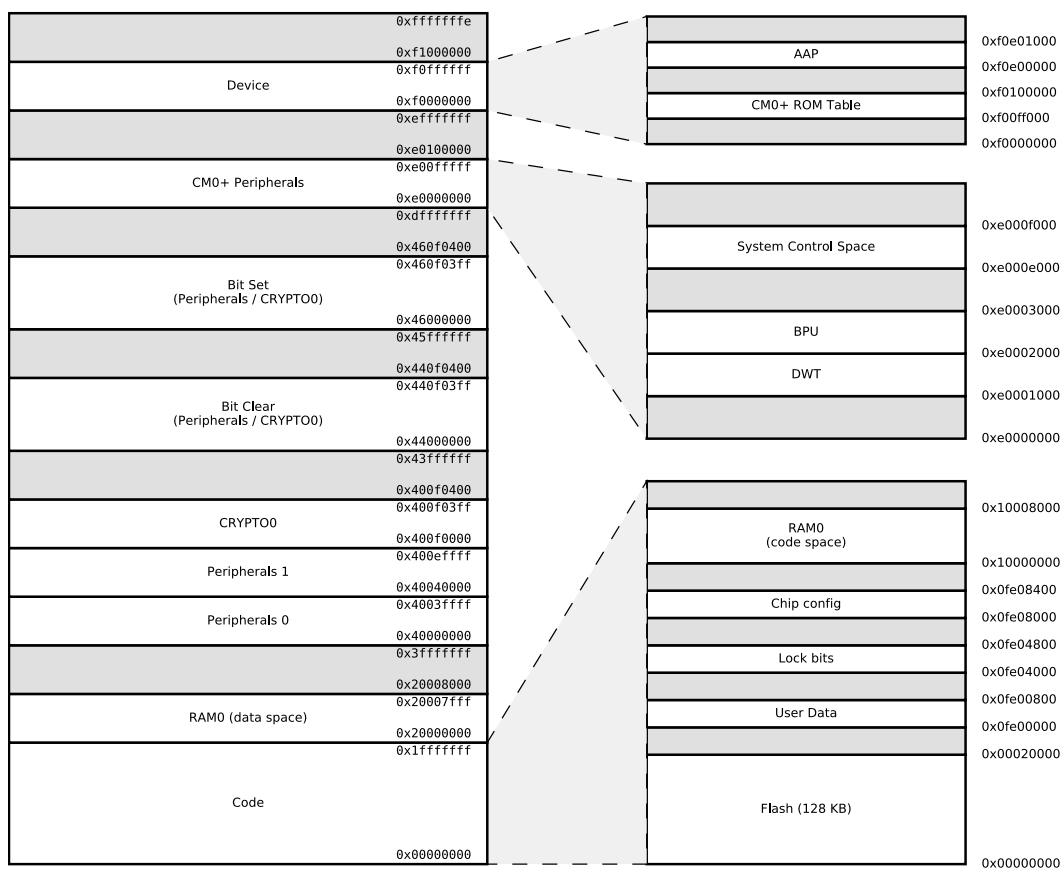 0xfffffffe
0xf1000000
0xf0ffffff
Device
0xf0000000
0xefffffff
0xe0100000
0xe00fffff
CM0+ Peripherals
0xe0000000
0xdfffffff
0x460f0400
0x460f03ff
Bit Set
(Peripherals / CRYPTO0)
0x46000000
0x45ffffff
0x440f0400
0x440f03ff
Bit Clear
(Peripherals / CRYPTO0)
0x44000000
0x43ffffff
0x400f0400
0x400f03ff
CRYPTO0
0x400f0000
0x400effff
Peripherals 1
0x40040000
0x4003ffff
Peripherals 0
0x40000000
0x3fffffff
0x20008000
0x20007fff
RAM0 (data space)
0x20000000
0x1fffffff
Code
0x00000000
0xf0e01000
AAP
0xf0e00000
0xf0100000
CM0+ ROM Table
0xf00ff000
0xf0000000
0xe000f000
System Control Space
0xe000e000
0xe0003000
BPU
0xe0002000
DWT
0xe0001000
0xe0000000
0x10008000
RAM0
(code space)
0x10000000
0x0fe08400
Chip config
0x0fe08000
0x0fe04800
Lock bits
0x0fe04000
0x0fe00800
User Data
0x0fe00000
0x00020000
Flash (128 KB)
0x00000000